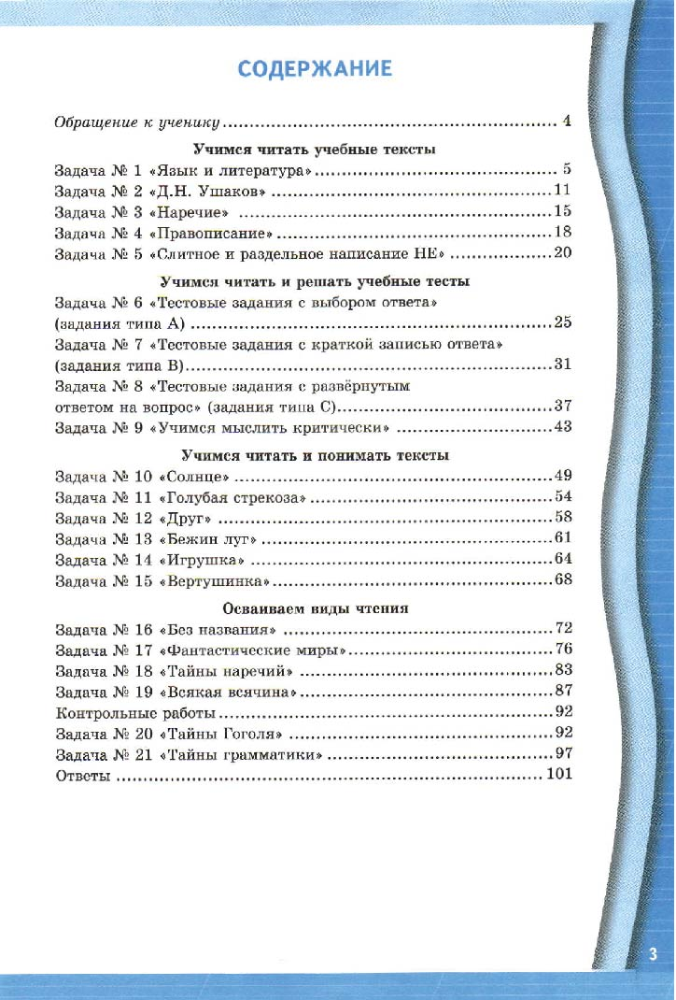 СОДЕРЖАНИЕ
Обращение к ученику 4
Учимся читать учебные тексты
Задача № 1 «Язык и литература» 5
Задача № 2 «Д.Н. Ушаков» 11
Задача № 3 «Наречие» 15
Задача № 4 «Правописание» 18
Задача № 5 «Слитное и раздельное написание НЕ» 20
Учимся читать и решать учебные тесты
Задача № 6 «Тестовые задания с выбором ответа»
(задания типа А) 25
Задача № 7 «Тестовые задания с краткой записью ответа»
(задания типа В) 31
Задача № 8 «Тестовые задания с развёрнутым
ответом на вопрос» (задания типа С) 37
Задача № 9 «Учимся мыслить критически» 43
Учимся читать и понимать тексты
Задача № 10 «Солнце» 49
Задача № 11 «Голубая стрекоза» 54
Задача № 12 «Друг» 58
Задача № 13 «Бежин луг» 61
Задача № 14 «Игрушка» 64
Задача № 15 «Вертушинка» 68
Осваиваем виды чтения
Задача № 16 «Без названия» 72
Задача № 17 «Фантастические миры» 76
Задача № 18 «Тайны наречий» 83
Задача № 19 «Всякая всячина» 87
Контрольные работы 92
Задача № 20 «Тайны Гоголя» 92
Задача № 21 «Тайны грамматики» 97
Ответы 101
3